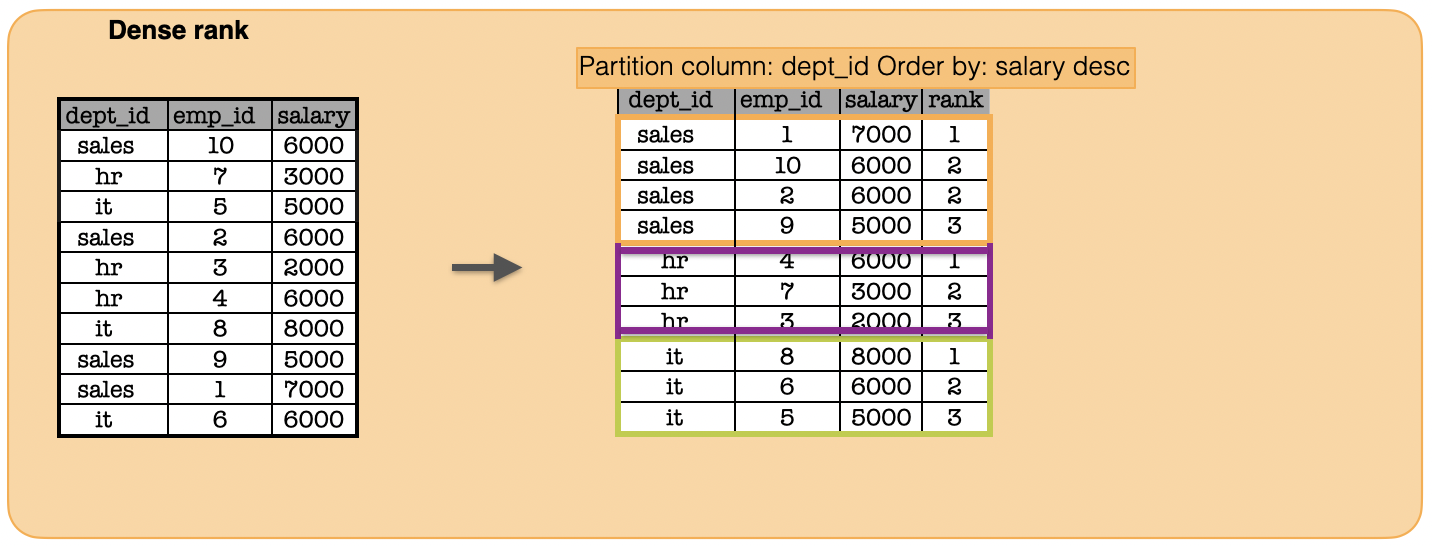 Dense rank
Partition column: dept_id Order by: salary desc
dept_id emp_id salary
sales 10 6000
hr 7 3000
it 5 5000
sales 2 6000
hr 3 2000
hr 4 6000
it 8 8000
sales 9 5000
sales 1 7000
it 6 6000
dept_id emp_id salary rank
sales 1 7000 1
sales 10 6000 2
sales 2 6000 2
sales 9 5000 3
hr 4 6000 1
hr 7 3000 2
hr 3 2000 3
it 8 8000 1
it 6 6000 2
it 5 5000 3